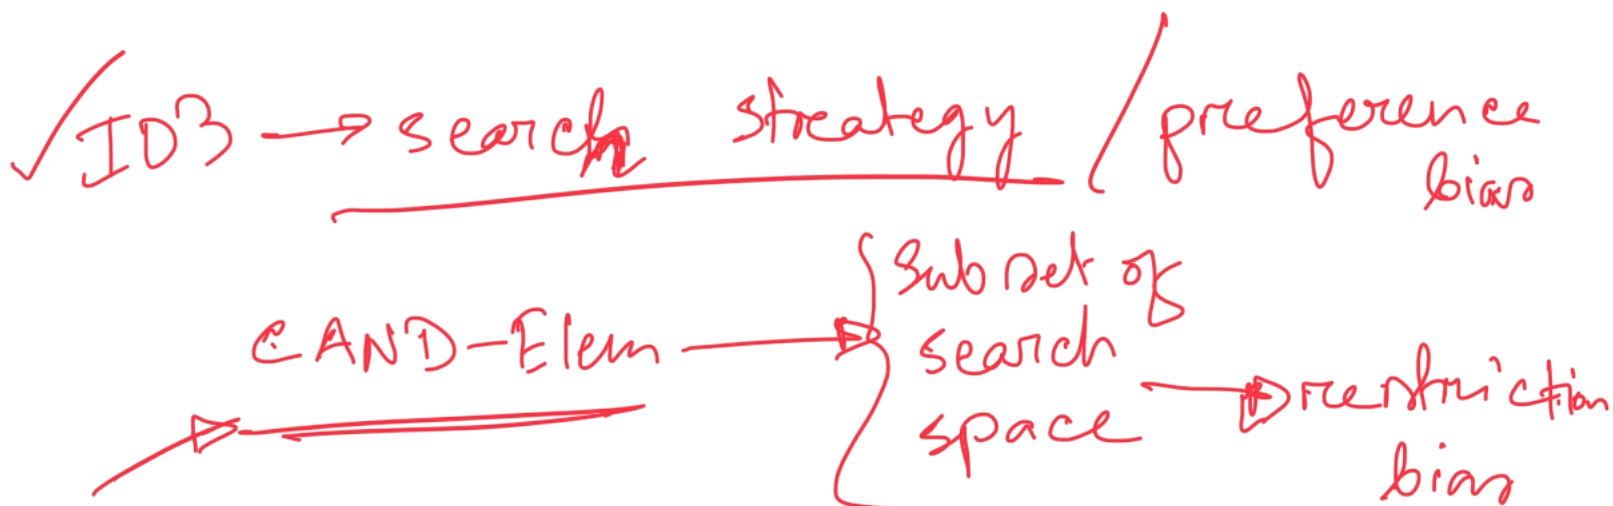 ID3 → search strategy / preference
bias
CAND-Elem → { subset of
search
space → restriction
bias